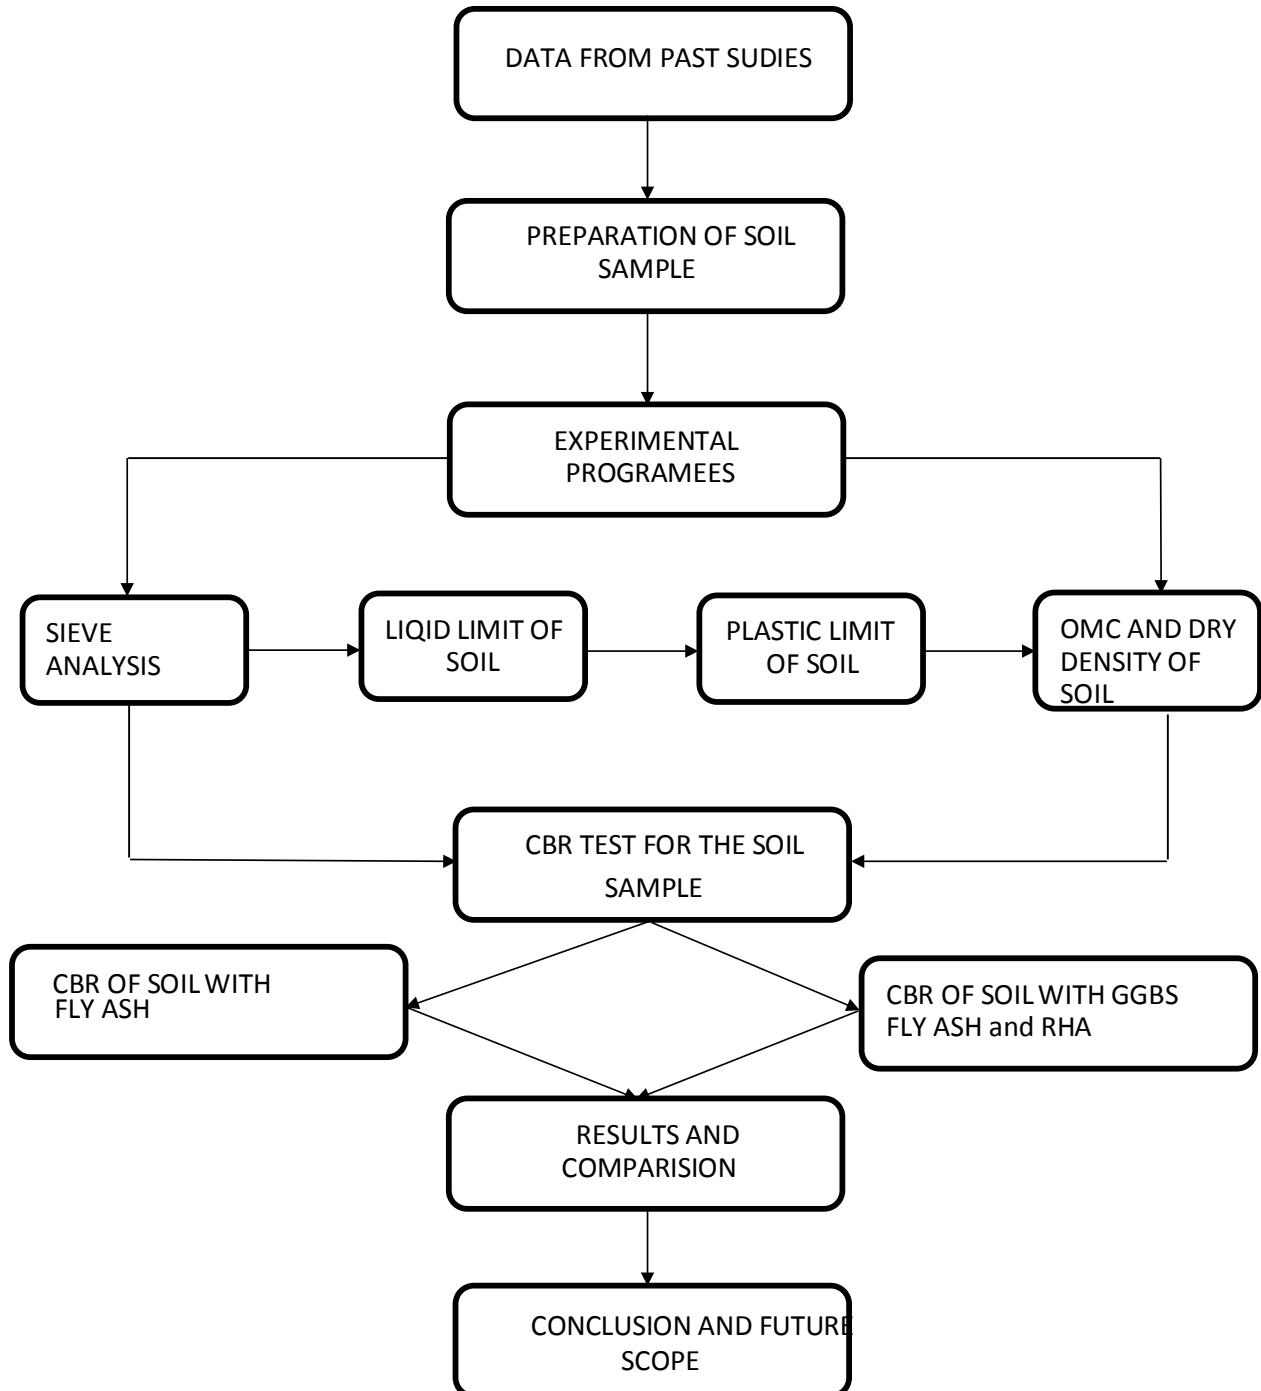 DATA FROM PAST SUDIES
PREPARATION OF SOIL
SAMPLE
EXPERIMENTAL
PROGRAMEES
SIEVE
ANALYSIS
LIQID LIMIT OF
SOIL
PLASTIC LIMIT
OF SOIL
OMC AND DRY
DENSITY OF
SOIL
CBR TEST FOR THE SOIL
SAMPLE
CBR OF SOIL WITH
FLY ASH
CBR OF SOIL WITH GGBS
FLY ASH and RHA
RESULTS AND
COMPARISION
CONCLUSION AND FUTURE
SCOPE